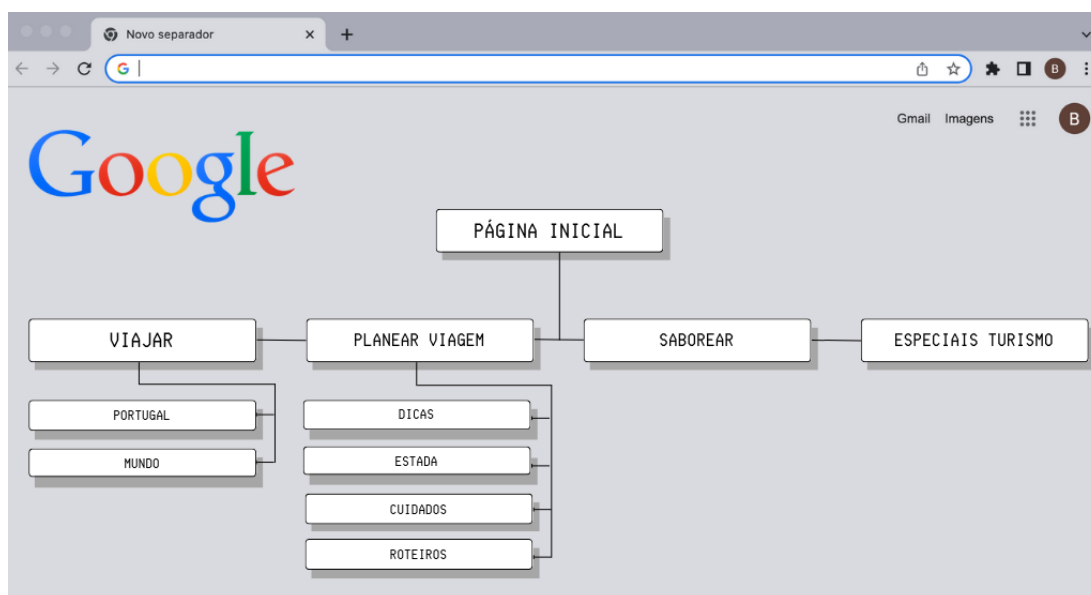 Novo separador
G
B
Gmail Imagens
B
Google
PÁGINA INICIAL
VIAJAR
PLANEAR VIAGEM
SABOREAR
ESPECIAIS TURISMO
PORTUGAL
MUNDO
DICAS
ESTADA
CUIDADOS
ROTEIROS